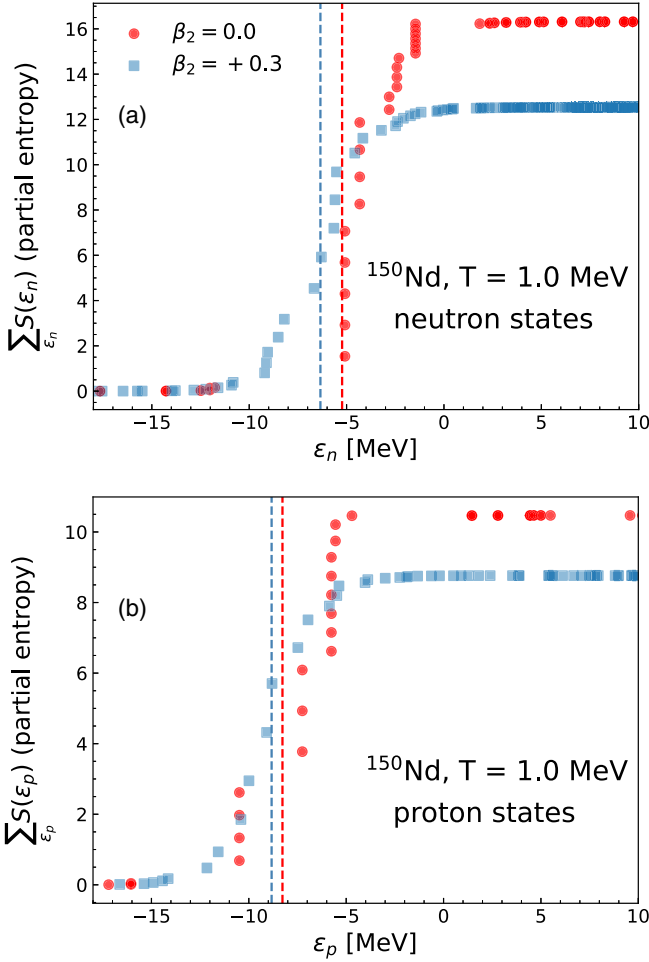 16
14
12
10
8
6
4
2
0
β₂ = 0.0
β₂ = +0.3
(a)
¹⁵⁰Nd, T = 1.0 MeV
neutron states
∑ S(εₙ) (partial entropy)
εₙ
−15
−10
−5
0
5
10
εₙ [MeV]
10
8
6
4
2
0
(b)
¹⁵⁰Nd, T = 1.0 MeV
proton states
∑ S(εₚ) (partial entropy)
εₚ
−15
−10
−5
0
5
10
εₚ [MeV]